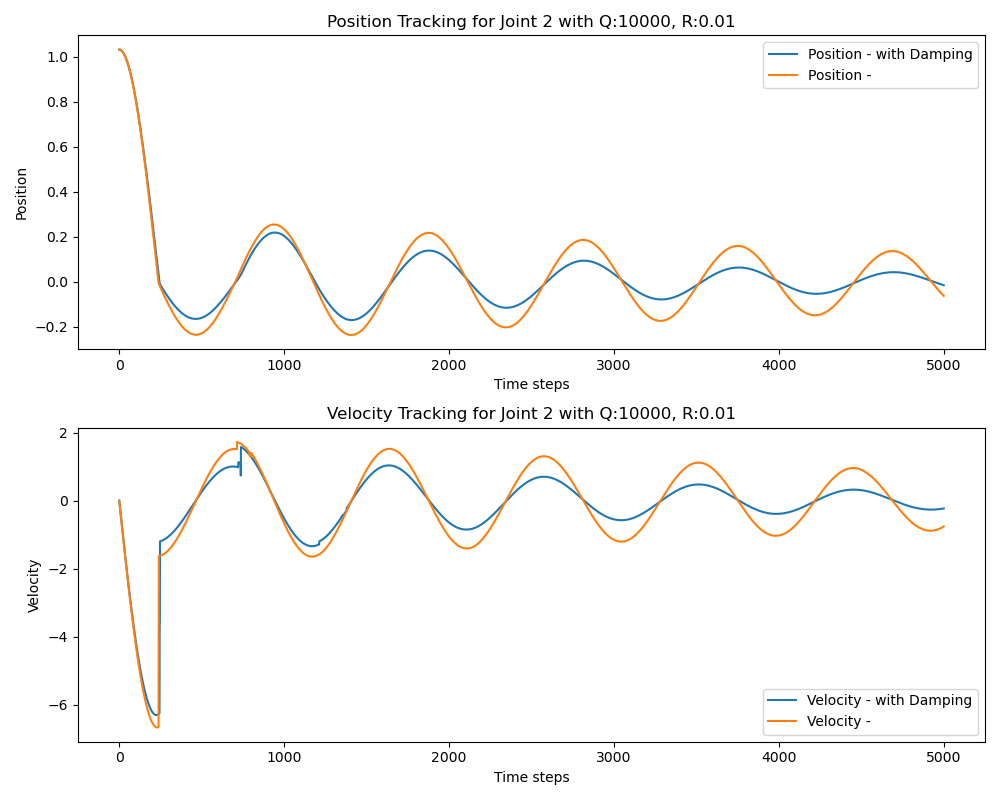 Position Tracking for Joint 2 with Q:10000, R:0.01
Position - with Damping
Position -
1.0
0.8
0.6
0.4
0.2
0.0
−0.2
Position
0 1000 2000 3000 4000 5000
Time steps
Velocity Tracking for Joint 2 with Q:10000, R:0.01
2
0
−2
−4
−6
Velocity
Velocity - with Damping
Velocity -
0 1000 2000 3000 4000 5000
Time steps